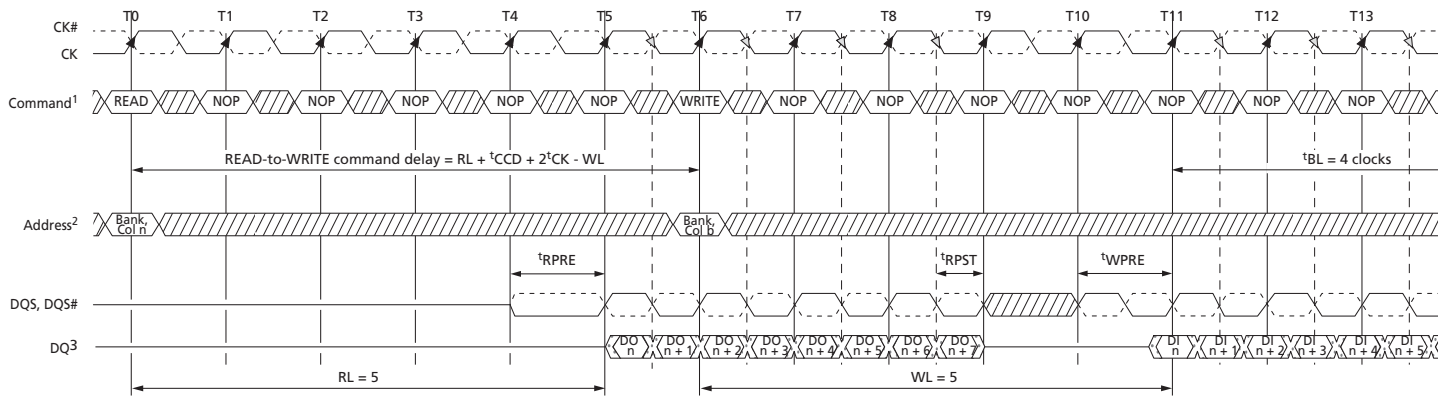 T0 T1 T2 T3 T4 T5 T6 T7 T8 T9 T10 T11 T12 T13
CK#
CK
Command1 READ NOP NOP NOP NOP NOP WRITE NOP NOP NOP NOP NOP NOP NOP
READ-to-WRITE command delay = RL + tCCD + 2tCK - WL
tBL = 4 clocks
Address2
Bank,
Col n
Bank,
Col b
tRPRE tRPST tWPRE
DQS, DQS#
DQ3
DO
n
DO
n + 1
DO
n + 2
DO
n + 3
DO
n + 4
DO
n + 5
DO
n + 6
DO
n + 7
DI
n
DI
n + 1
DI
n + 2
DI
n + 3
DI
n + 4
DI
n + 5
RL = 5 WL = 5